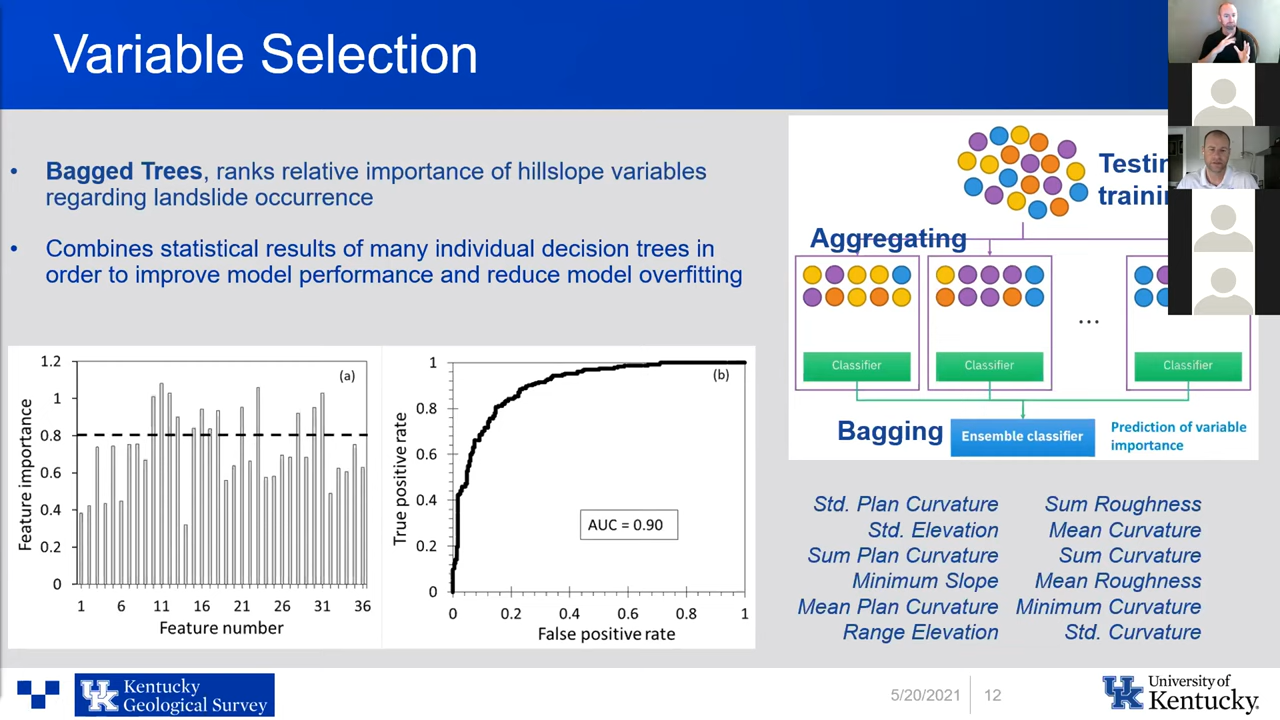 Variable Selection
• Bagged Trees, ranks relative importance of hillslope variables
regarding landslide occurrence
• Combines statistical results of many individual decision trees in
order to improve model performance and reduce model overfitting
1.2
1
0.8
0.6
0.4
0.2
0
Feature importance
(a)
1 6 11 16 21 26 31 36
Feature number
1
0.8
0.6
0.4
0.2
0
True positive rate
(b)
AUC = 0.90
0 0.2 0.4 0.6 0.8 1
False positive rate
Aggregating
...
Classifier Classifier Classifier
Bagging
Ensemble classifier
Prediction of variable
importance
Std. Plan Curvature
Std. Elevation
Sum Plan Curvature
Minimum Slope
Mean Plan Curvature
Range Elevation
Sum Roughness
Mean Curvature
Sum Curvature
Mean Roughness
Minimum Curvature
Std. Curvature
UK Kentucky
Geological Survey
5/20/2021 12
UK University of
Kentucky.